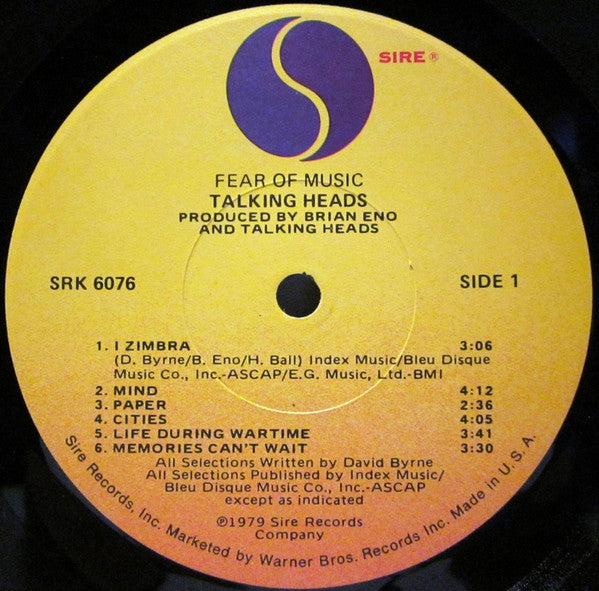 SIRE ®
FEAR OF MUSIC
TALKING HEADS
PRODUCED BY BRIAN ENO
AND TALKING HEADS
SRK 6076
SIDE 1
1. I ZIMBRA 3:06
(D. Byrne/B. Eno/H. Ball) Index Music/Bleu Disque
Music Co., Inc.-ASCAP/E.G. Music, Ltd.-BMI
2. MIND 4:12
3. PAPER 2:36
4. CITIES 4:05
5. LIFE DURING WARTIME 3:41
6. MEMORIES CAN'T WAIT 3:30
All Selections Written by David Byrne
All Selections Published by Index Music/
Bleu Disque Music Co., Inc.-ASCAP
except as indicated
℗1979 Sire Records
Company
Sire Records, Inc. Marketed by Warner Bros. Records Inc. Made in U.S.A.